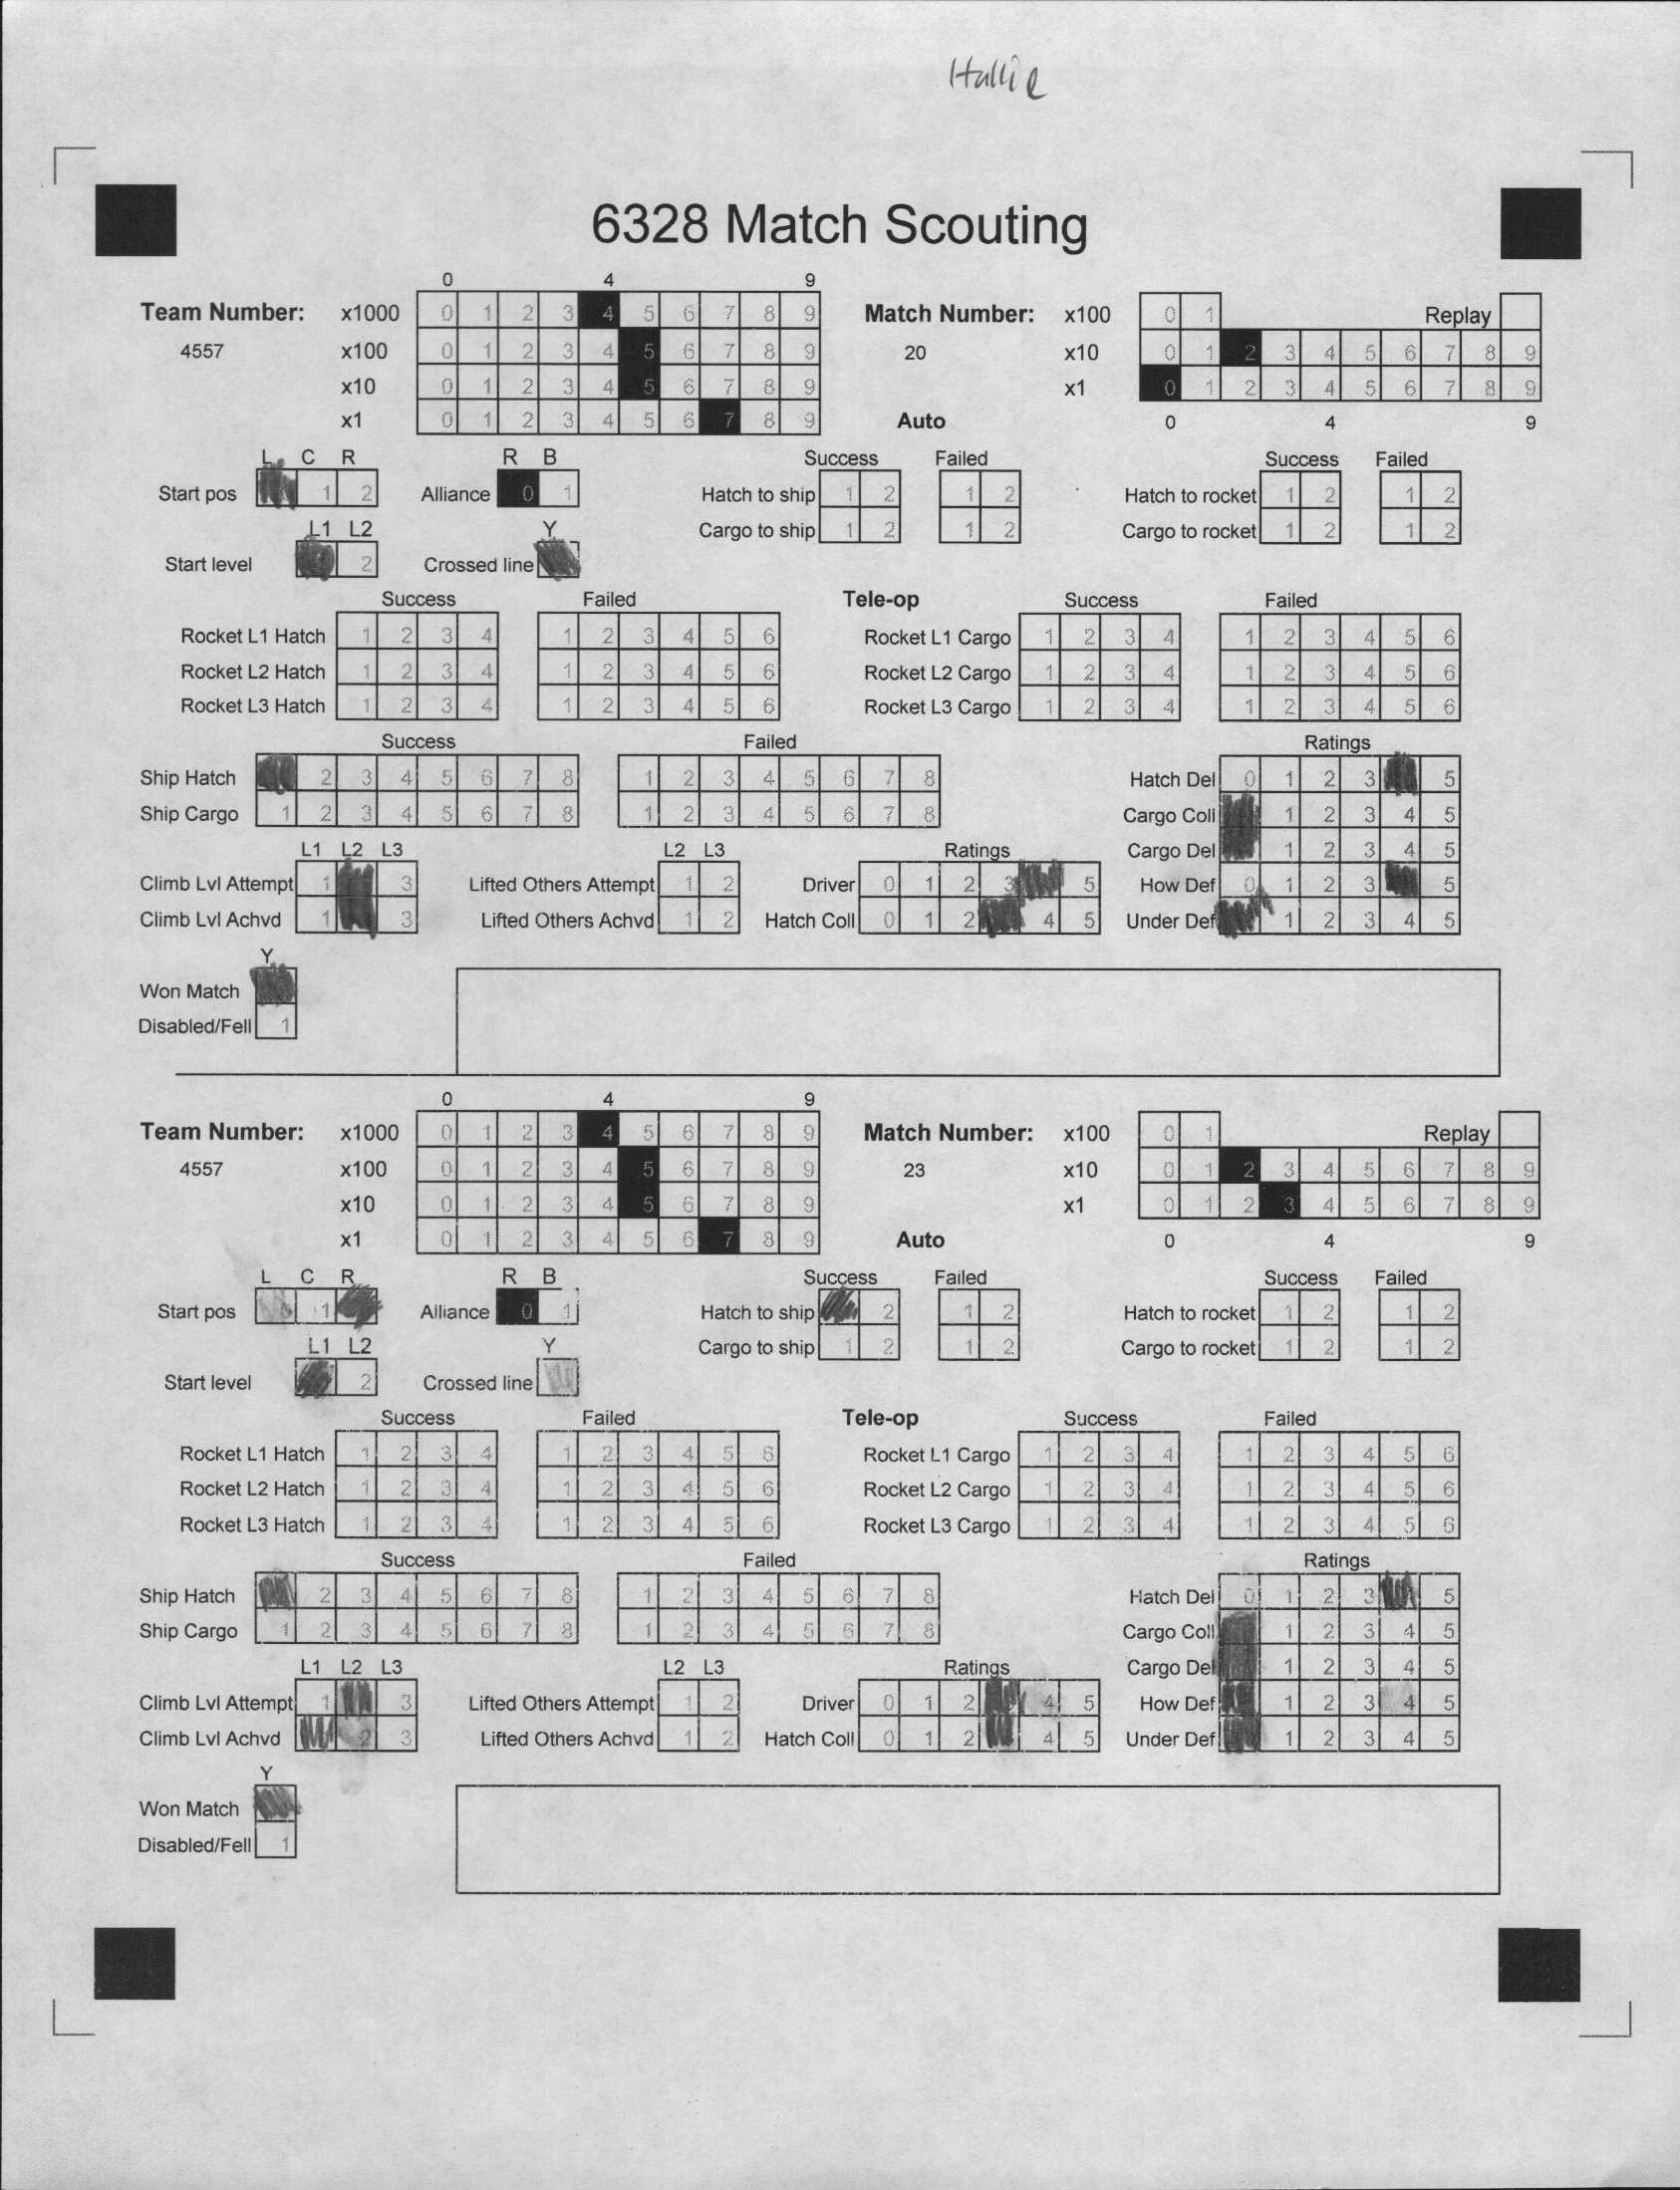 Hallie
6328 Match Scouting
0 4 9
Team Number: x1000 0 1 2 3 4 5 6 7 8 9 Match Number: x100 0 1 Replay
4557 x100 0 1 2 3 4 5 6 7 8 9 20 x10 0 1 2 3 4 5 6 7 8 9
x10 0 1 2 3 4 5 6 7 8 9 x1 0 1 2 3 4 5 6 7 8 9
x1 0 1 2 3 4 5 6 7 8 9 Auto 0 4 9
L C R R B Success Failed Success Failed
Start pos 1 2 Alliance 0 1 Hatch to ship 1 2 1 2 Hatch to rocket 1 2 1 2
L1 L2 Y Cargo to ship 1 2 1 2 Cargo to rocket 1 2 1 2
Start level 2 Crossed line
Success Failed Tele-op Success Failed
Rocket L1 Hatch 1 2 3 4 1 2 3 4 5 6 Rocket L1 Cargo 1 2 3 4 1 2 3 4 5 6
Rocket L2 Hatch 1 2 3 4 1 2 3 4 5 6 Rocket L2 Cargo 1 2 3 4 1 2 3 4 5 6
Rocket L3 Hatch 1 2 3 4 1 2 3 4 5 6 Rocket L3 Cargo 1 2 3 4 1 2 3 4 5 6
Success Failed Ratings
Ship Hatch 2 3 4 5 6 7 8 1 2 3 4 5 6 7 8 Hatch Del 0 1 2 3 5
Ship Cargo 1 2 3 4 5 6 7 8 1 2 3 4 5 6 7 8 Cargo Coll 1 2 3 4 5
L1 L2 L3 L2 L3 Ratings Cargo Del 1 2 3 4 5
Climb Lvl Attempt 1 3 Lifted Others Attempt 1 2 Driver 0 1 2 3 5 How Def 0 1 2 3 5
Climb Lvl Achvd 1 3 Lifted Others Achvd 1 2 Hatch Coll 0 1 2 4 5 Under Def 1 2 3 4 5
Y
Won Match
Disabled/Fell 1
0 4 9
Team Number: x1000 0 1 2 3 4 5 6 7 8 9 Match Number: x100 0 1 Replay
4557 x100 0 1 2 3 4 5 6 7 8 9 23 x10 0 1 2 3 4 5 6 7 8 9
x10 0 1 2 3 4 5 6 7 8 9 x1 0 1 2 3 4 5 6 7 8 9
x1 0 1 2 3 4 5 6 7 8 9 Auto 0 4 9
L C R R B Success Failed Success Failed
Start pos 0 1 Alliance 0 1 Hatch to ship 2 1 2 Hatch to rocket 1 2 1 2
L1 L2 Y Cargo to ship 1 2 1 2 Cargo to rocket 1 2 1 2
Start level 2 Crossed line
Success Failed Tele-op Success Failed
Rocket L1 Hatch 1 2 3 4 1 2 3 4 5 6 Rocket L1 Cargo 1 2 3 4 1 2 3 4 5 6
Rocket L2 Hatch 1 2 3 4 1 2 3 4 5 6 Rocket L2 Cargo 1 2 3 4 1 2 3 4 5 6
Rocket L3 Hatch 1 2 3 4 1 2 3 4 5 6 Rocket L3 Cargo 1 2 3 4 1 2 3 4 5 6
Success Failed Ratings
Ship Hatch 2 3 4 5 6 7 8 1 2 3 4 5 6 7 8 Hatch Del 0 1 2 3 5
Ship Cargo 1 2 3 4 5 6 7 8 1 2 3 4 5 6 7 8 Cargo Coll 1 2 3 4 5
L1 L2 L3 L2 L3 Ratings Cargo Del 1 2 3 4 5
Climb Lvl Attempt 1 3 Lifted Others Attempt 1 2 Driver 0 1 2 4 5 How Def 1 2 3 4 5
Climb Lvl Achvd 2 3 Lifted Others Achvd 1 2 Hatch Coll 0 1 2 4 5 Under Def 1 2 3 4 5
Y
Won Match
Disabled/Fell 1